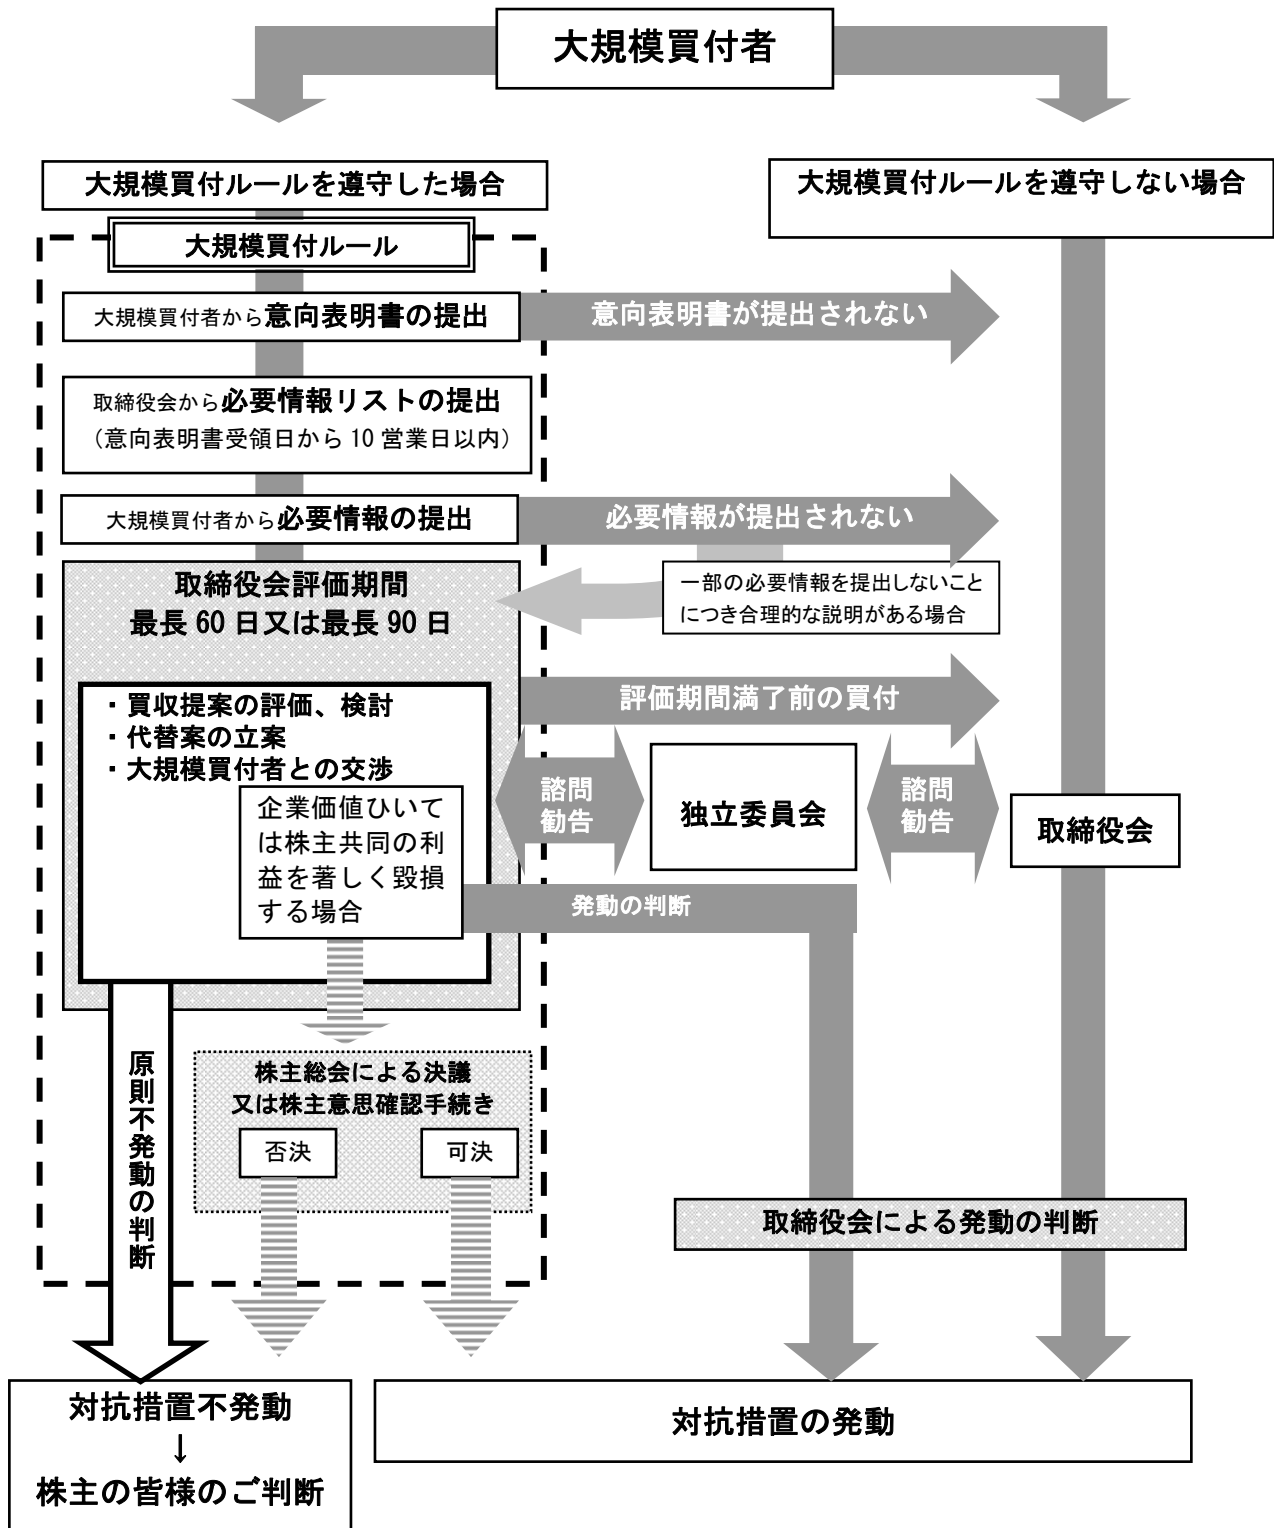 大規模買付者
大規模買付ルールを遵守した場合
大規模買付ルールを遵守しない場合
大規模買付ルール
大規模買付者から意向表明書の提出
意向表明書が提出されない
取締役会から必要情報リストの提出
（意向表明書受領日から 10 営業日以内）
大規模買付者から必要情報の提出
必要情報が提出されない
取締役会評価期間
最長 60 日又は最長 90 日
一部の必要情報を提出しないこと
につき合理的な説明がある場合
・買収提案の評価、検討
・代替案の立案
・大規模買付者との交渉
評価期間満了前の買付
企業価値ひいて
は株主共同の利
益を著しく毀損
する場合
諮問
勧告
独立委員会
諮問
勧告
取締役会
発動の判断
原則不発動の判断
株主総会による決議
又は株主意思確認手続き
否決
可決
取締役会による発動の判断
対抗措置不発動
↓
株主の皆様のご判断
対抗措置の発動